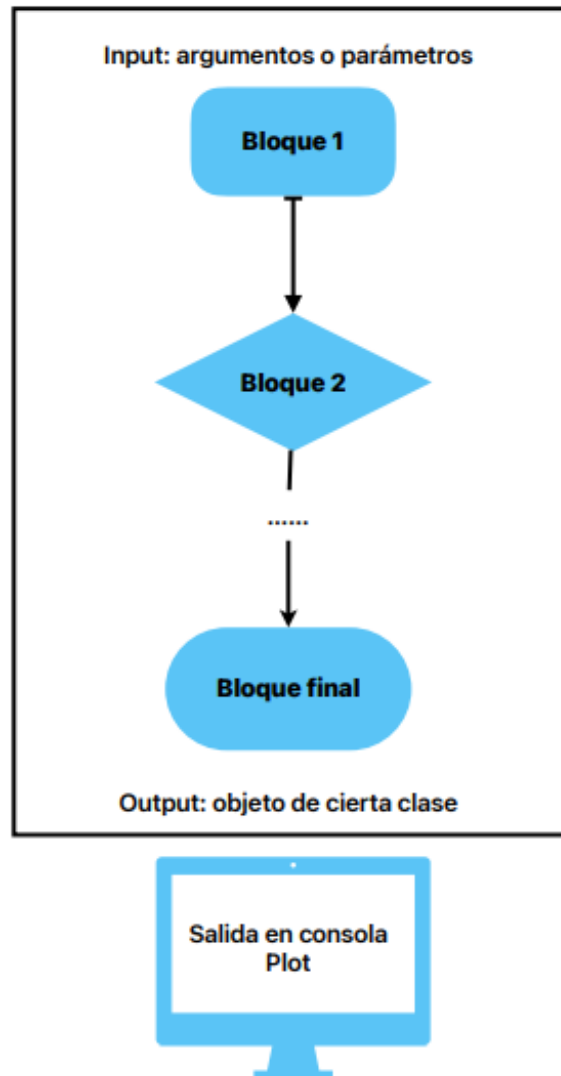 Input: argumentos o parámetros
Bloque 1
Bloque 2
......
Bloque final
Output: objeto de cierta clase
Salida en consola
Plot